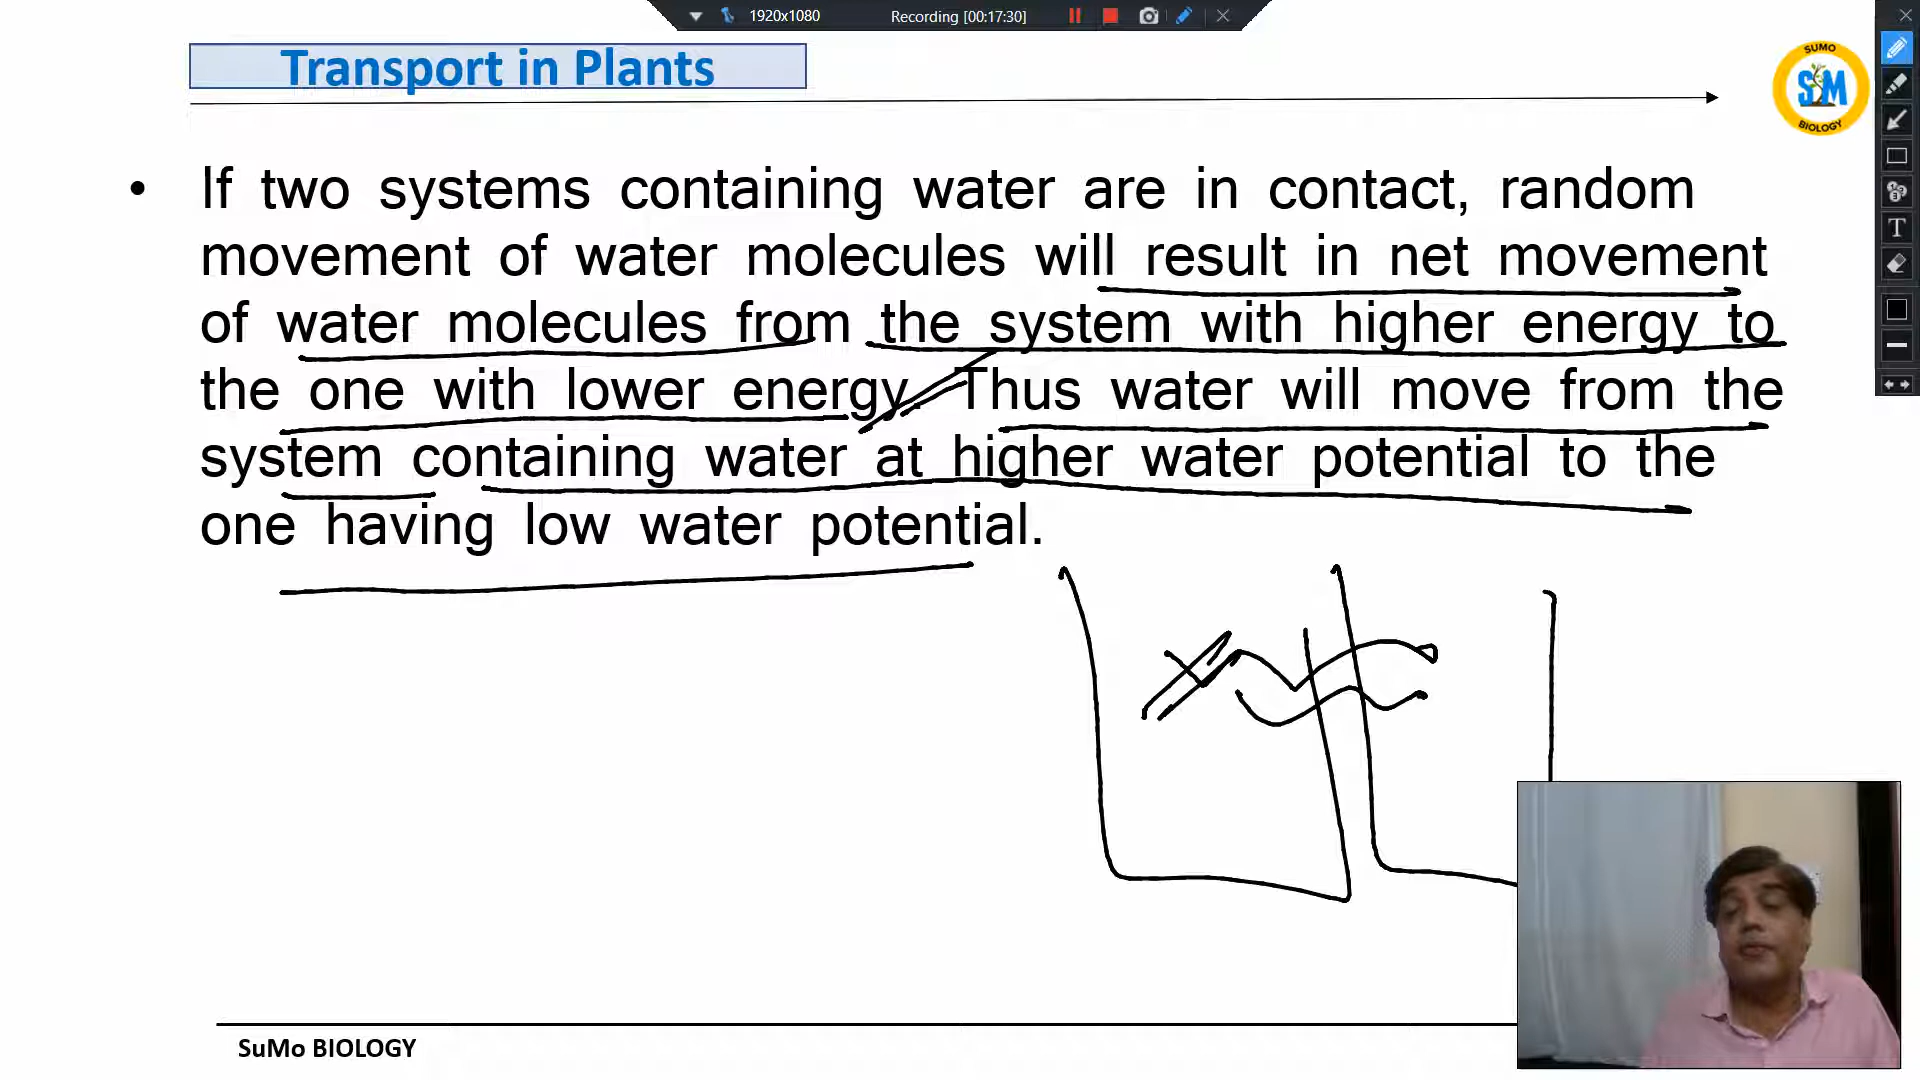 1920x1080
Recording [00:17:30]
Transport in Plants
SUMO
SM
BIOLOGY
• If two systems containing water are in contact, random
movement of water molecules will result in net movement
of water molecules from the system with higher energy to
the one with lower energy. Thus water will move from the
system containing water at higher water potential to the
one having low water potential.
SuMo BIOLOGY